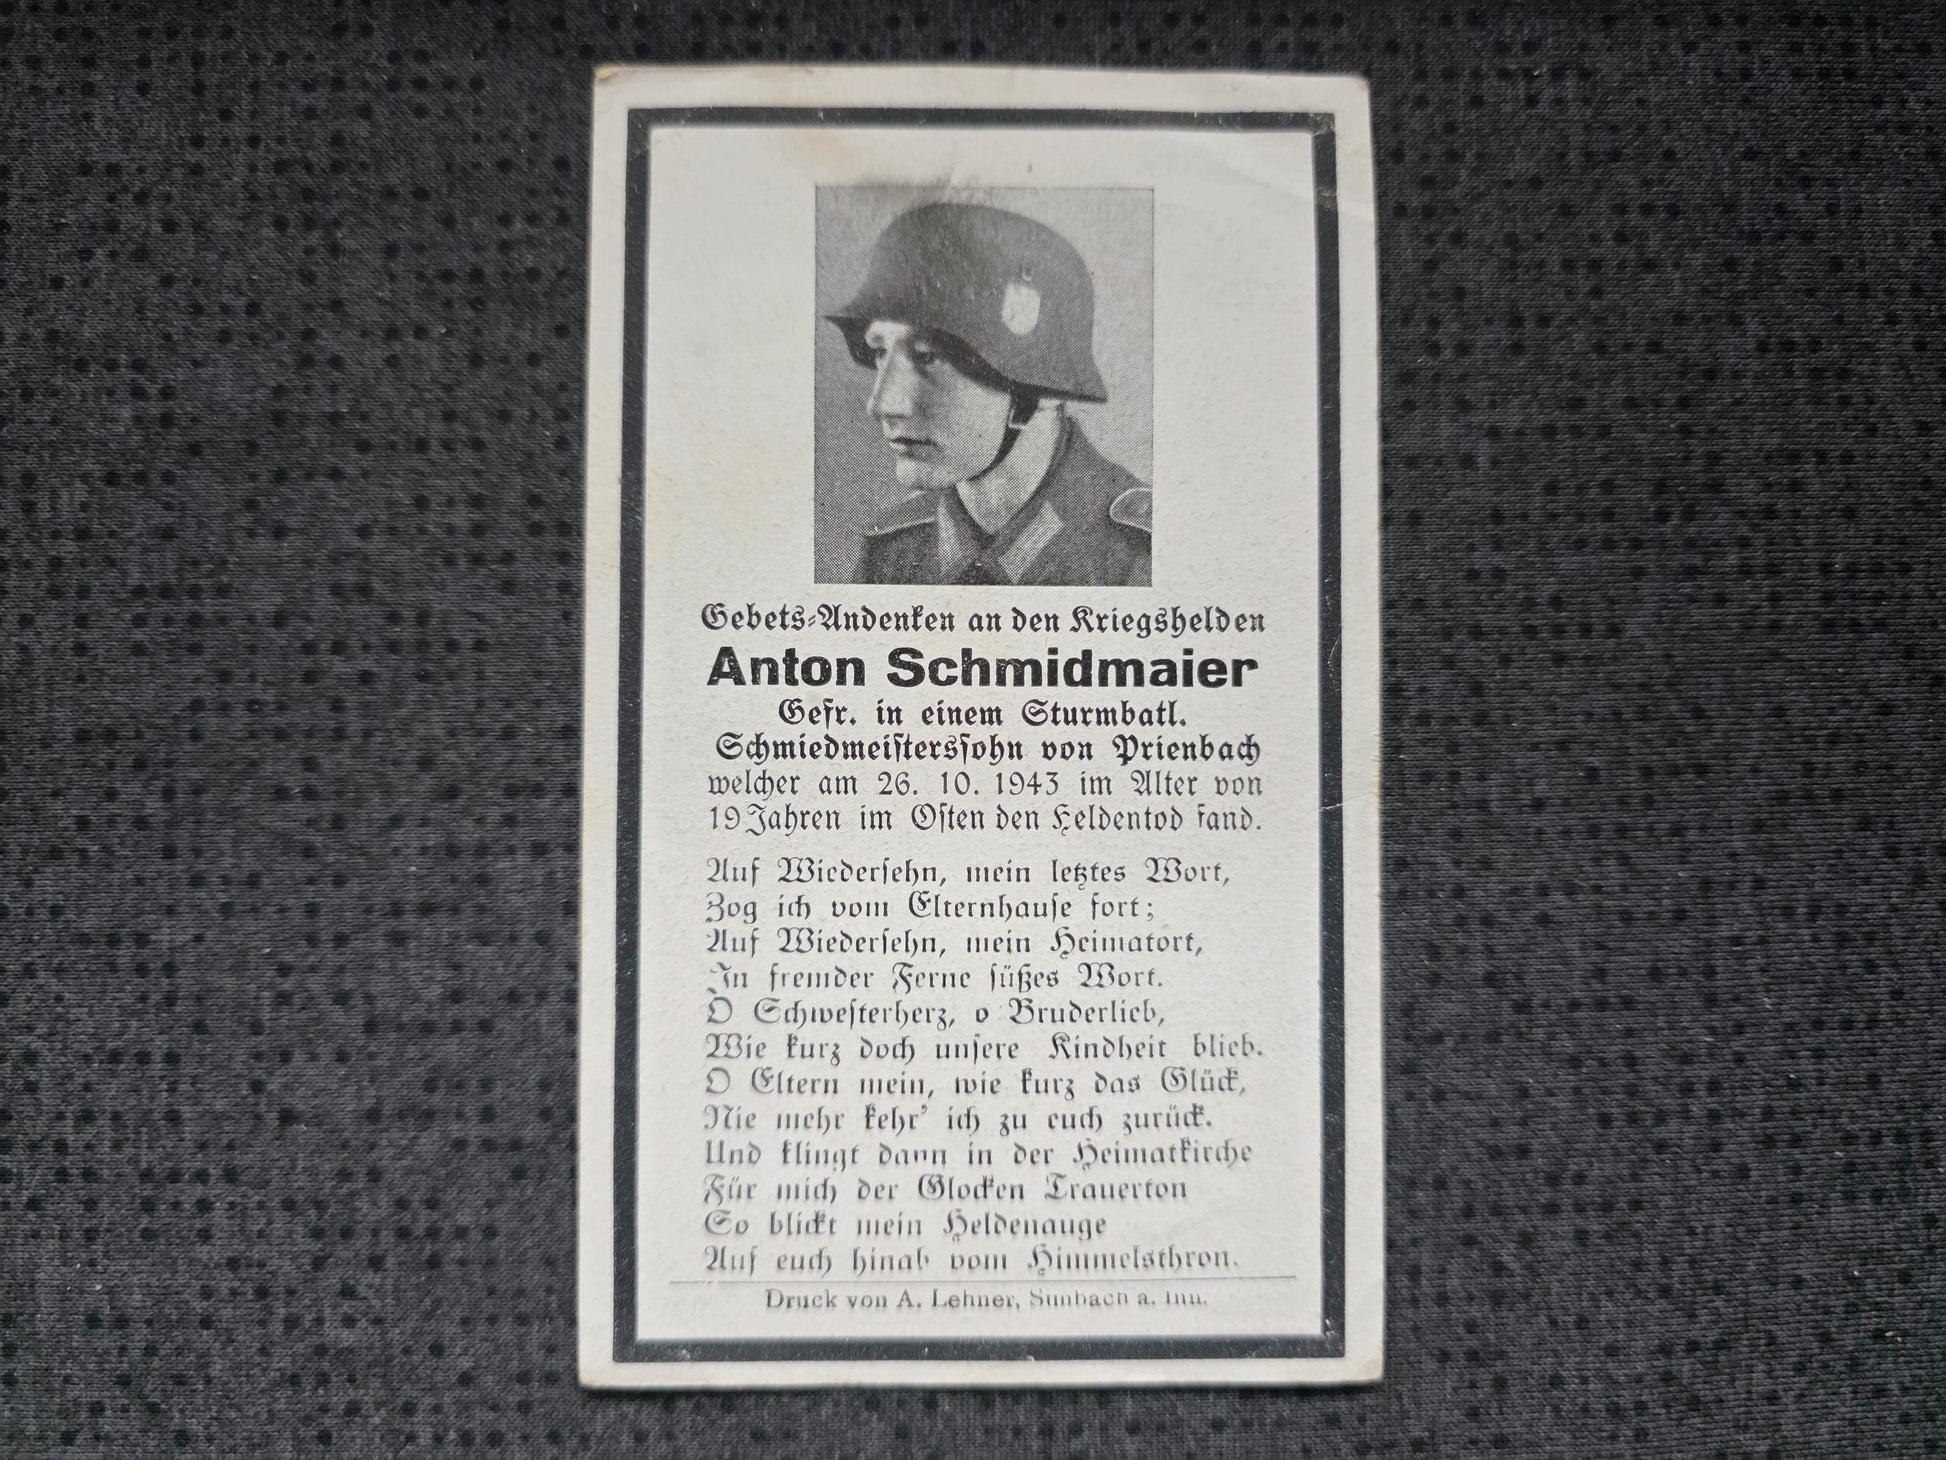 Gebets-Andenken an den Kriegshelden
Anton Schmidmaier
Gefr. in einem Sturmbatl.
Schmiedmeisterssohn von Prienbach
welcher am 26. 10. 1943 im Alter von
19 Jahren im Osten den Heldentod fand.
Auf Wiedersehn, mein letztes Wort,
Zog ich vom Elternhause fort;
Auf Wiedersehn, mein Heimatort,
In fremder Ferne süßes Wort.
O Schwesterherz, o Bruderlieb,
Wie kurz doch unsere Kindheit blieb.
O Eltern mein, wie kurz das Glück,
Nie mehr kehr' ich zu euch zurück.
Und klingt dann in der Heimatkirche
Für mich der Glocken Trauerton
So blickt mein Heldenauge
Auf euch hinab vom Himmelsthron.
Druck von A. Lehner, Simbach a. Inn.